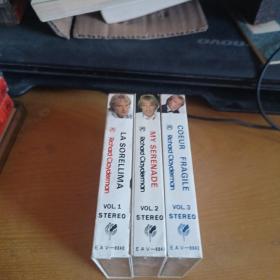 LA SORELLIMA
Richard Clayderman
VOL. 1
STEREO
MY SERENADE
Richard Clayderman
VOL. 2
STEREO
COEUR FRAGILE
Richard Clayderman
VOL. 3
STEREO